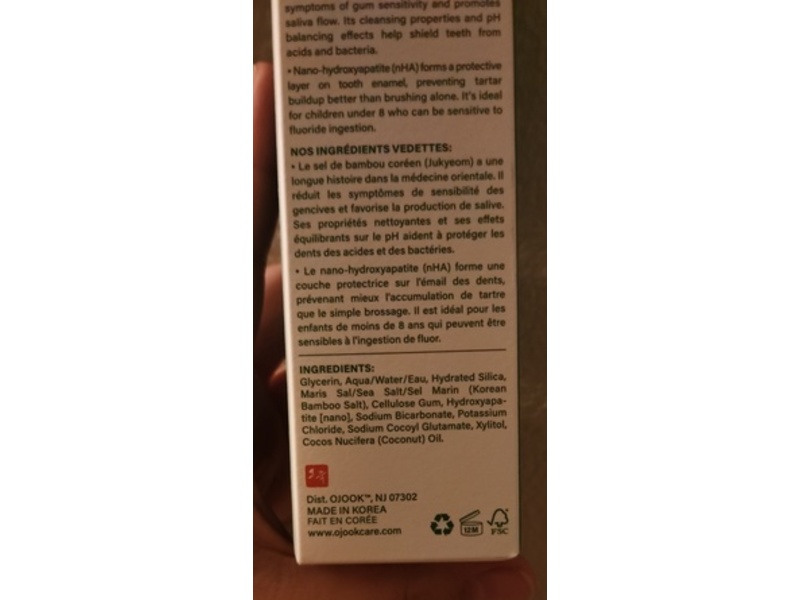 symptoms of gum sensitivity and promotes
saliva flow. Its cleansing properties and pH
balancing effects help shield teeth from
acids and bacteria.
• Nano-hydroxyapatite (nHA) forms a protective
layer on tooth enamel, preventing tartar
buildup better than brushing alone. It's ideal
for children under 8 who can be sensitive to
fluoride ingestion.
NOS INGRÉDIENTS VEDETTES:
• Le sel de bambou coréen (Jukyeom) a une
longue histoire dans la médecine orientale. Il
réduit les symptômes de sensibilité des
gencives et favorise la production de salive.
Ses propriétés nettoyantes et ses effets
équilibrants sur le pH aident à protéger les
dents des acides et des bactéries.
• Le nano-hydroxyapatite (nHA) forme une
couche protectrice sur l'émail des dents,
prévenant mieux l'accumulation de tartre
que le simple brossage. Il est idéal pour les
enfants de moins de 8 ans qui peuvent être
sensibles à l'ingestion de fluor.
INGREDIENTS:
Glycerin, Aqua/Water/Eau, Hydrated Silica,
Maris Sal/Sea Salt/Sel Marin (Korean
Bamboo Salt), Cellulose Gum, Hydroxyapa-
tite [nano], Sodium Bicarbonate, Potassium
Chloride, Sodium Cocoyl Glutamate, Xylitol,
Cocos Nucifera (Coconut) Oil.
Dist. OJOOK™, NJ 07302
MADE IN KOREA
FAIT EN CORÉE
www.ojookcare.com
12M
FSC